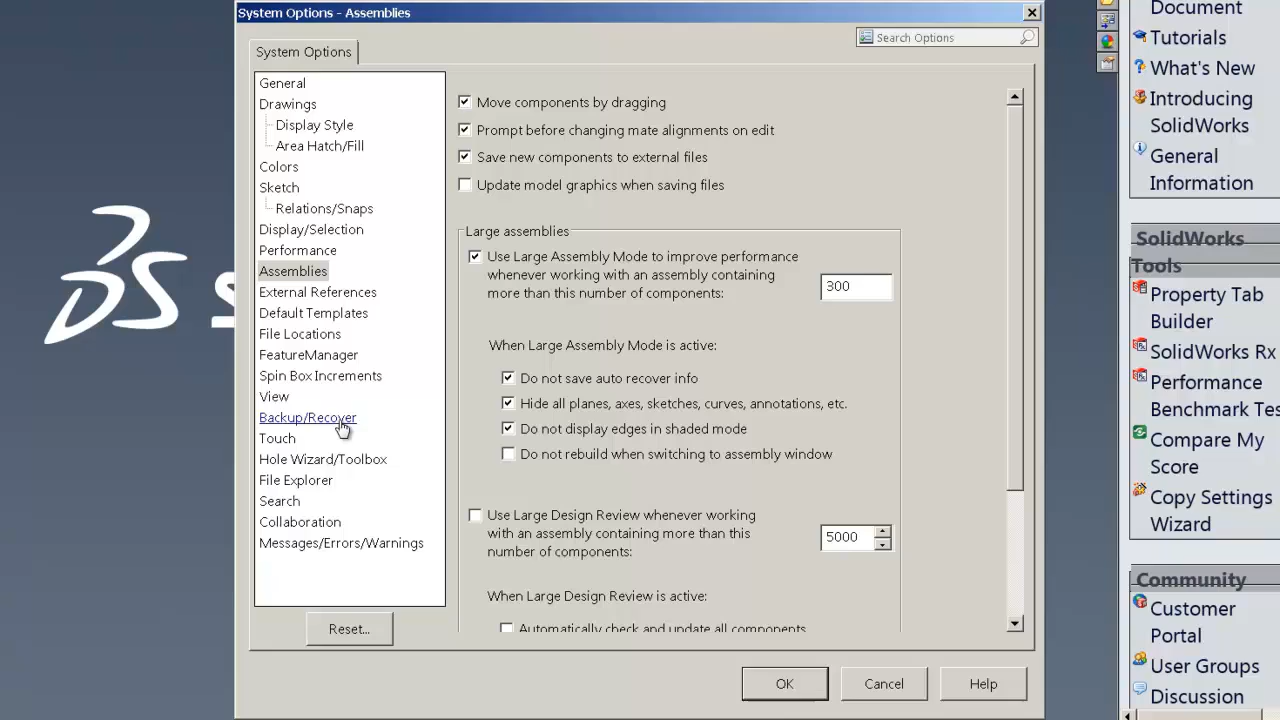 System Options - Assemblies
Search Options
System Options
General
Drawings
Display Style
Area Hatch/Fill
Colors
Sketch
Relations/Snaps
Display/Selection
Performance
Assemblies
External References
Default Templates
File Locations
FeatureManager
Spin Box Increments
View
Backup/Recover
Touch
Hole Wizard/Toolbox
File Explorer
Search
Collaboration
Messages/Errors/Warnings
Reset...
Move components by dragging
Prompt before changing mate alignments on edit
Save new components to external files
Update model graphics when saving files
Large assemblies
Use Large Assembly Mode to improve performance
whenever working with an assembly containing
more than this number of components:
300
When Large Assembly Mode is active:
Do not save auto recover info
Hide all planes, axes, sketches, curves, annotations, etc.
Do not display edges in shaded mode
Do not rebuild when switching to assembly window
Use Large Design Review whenever working
with an assembly containing more than this
number of components:
5000
When Large Design Review is active:
Automatically check and update all components
OK
Cancel
Help
Document
Tutorials
What's New
Introducing
SolidWorks
General
Information
SolidWorks
Tools
Property Tab
Builder
SolidWorks Rx
Performance
Benchmark Tes
Compare My
Score
Copy Settings
Wizard
Community
Customer
Portal
User Groups
Discussion